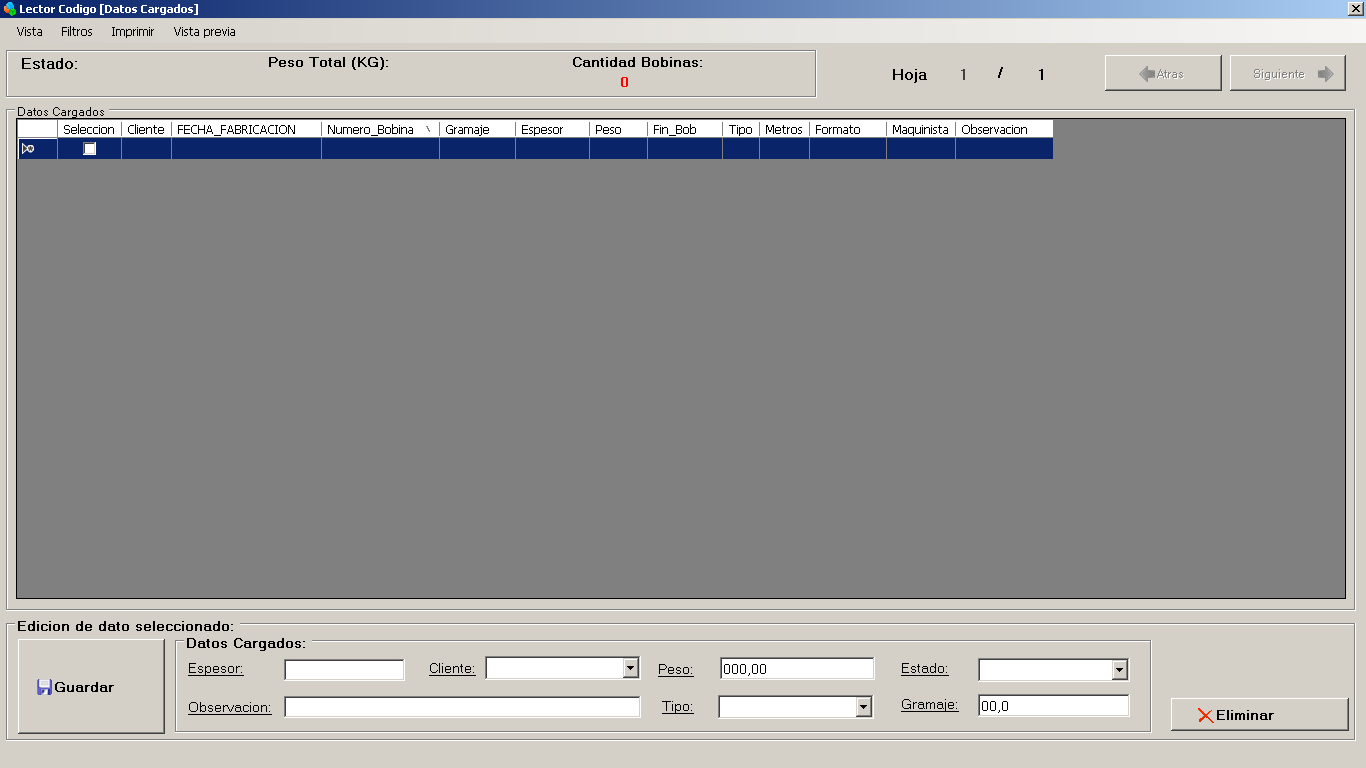 Lector Codigo [Datos Cargados]
Vista Filtros Imprimir Vista previa
Estado: Peso Total (KG): Cantidad Bobinas:
0
Hoja 1 / 1 Atras Siguiente
Datos Cargados
Seleccion Cliente FECHA_FABRICACION Numero_Bobina Gramaje Espesor Peso Fin_Bob Tipo Metros Formato Maquinista Observacion
Edicion de dato seleccionado:
Guardar
Datos Cargados:
Espesor: Cliente: Peso: 000,00 Estado:
Observacion: Tipo: Gramaje: 00,0
Eliminar